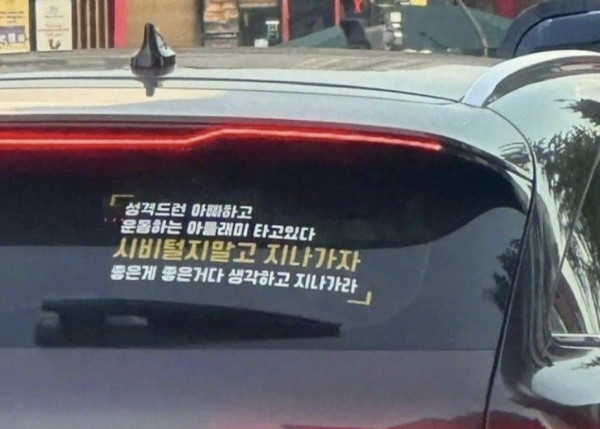 성격드런 아빠하고
운동하는 아들래미 타고있다
시비털지말고 지나가자
좋은게 좋은거다 생각하고 지나가라